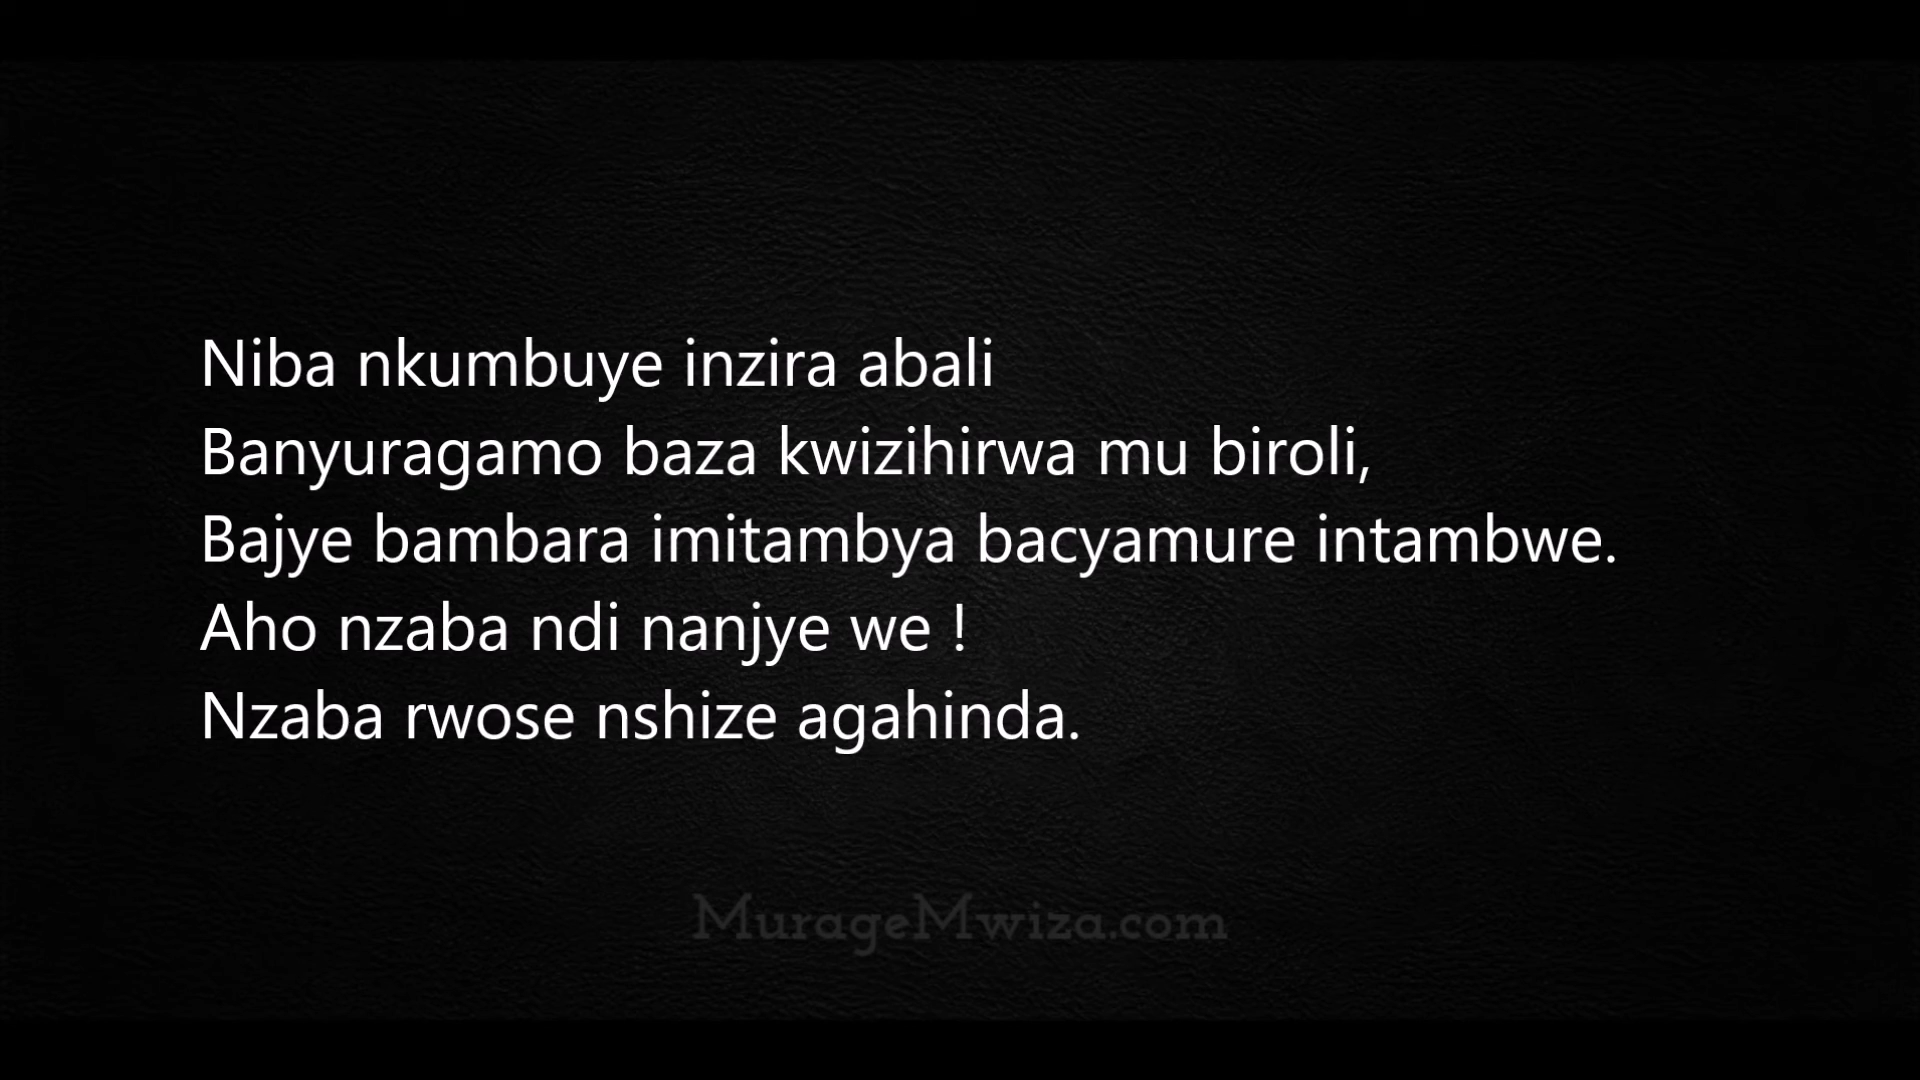 Niba nkumbuye inzira abali
Banyuragamo baza kwizihirwa mu biroli,
Bajye bambara imitambya bacyamure intambwe.
Aho nzaba ndi nanjye we !
Nzaba rwose nshize agahinda.
MurageMwiza.com